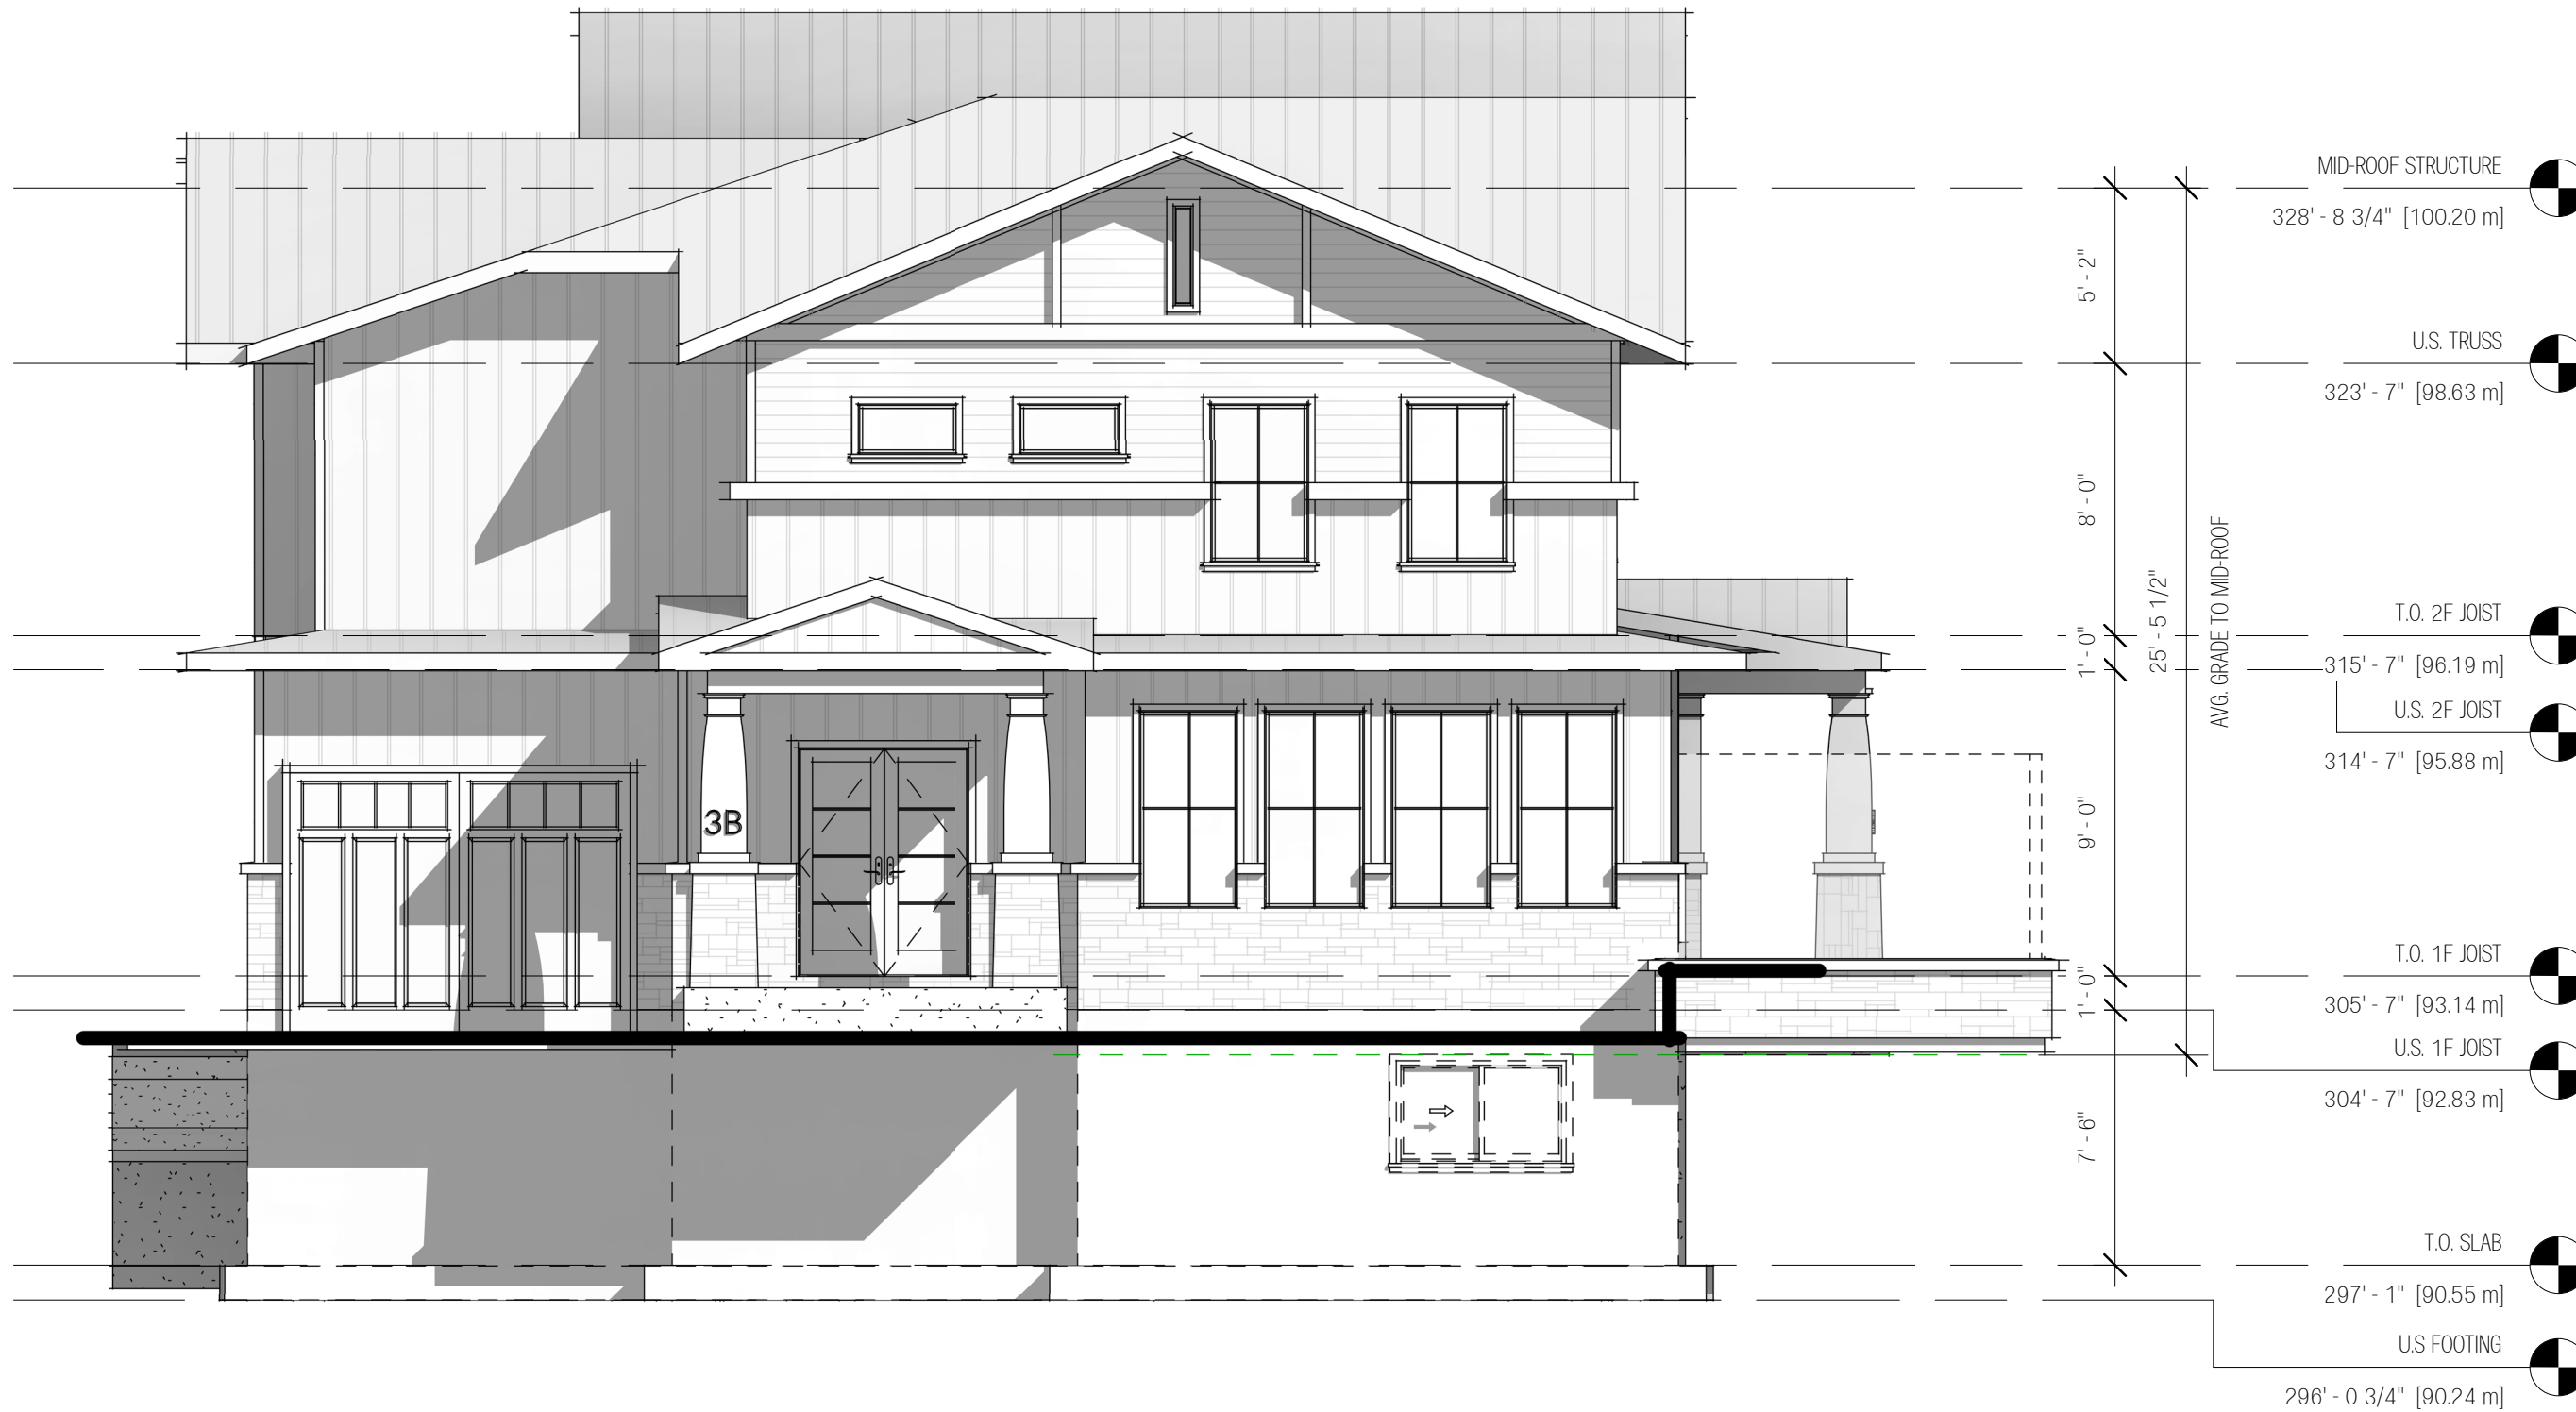 MID-ROOF STRUCTURE
328' - 8 3/4" [100.20 m]
5' - 2"
U.S. TRUSS
323' - 7" [98.63 m]
8' - 0"
T.O. 2F JOIST
315' - 7" [96.19 m]
1' - 0"
25' - 5 1/2"
AVG. GRADE TO MID-ROOF
U.S. 2F JOIST
314' - 7" [95.88 m]
3B
9' - 0"
T.O. 1F JOIST
305' - 7" [93.14 m]
1' - 0"
U.S. 1F JOIST
304' - 7" [92.83 m]
7' - 6"
T.O. SLAB
297' - 1" [90.55 m]
U.S FOOTING
296' - 0 3/4" [90.24 m]